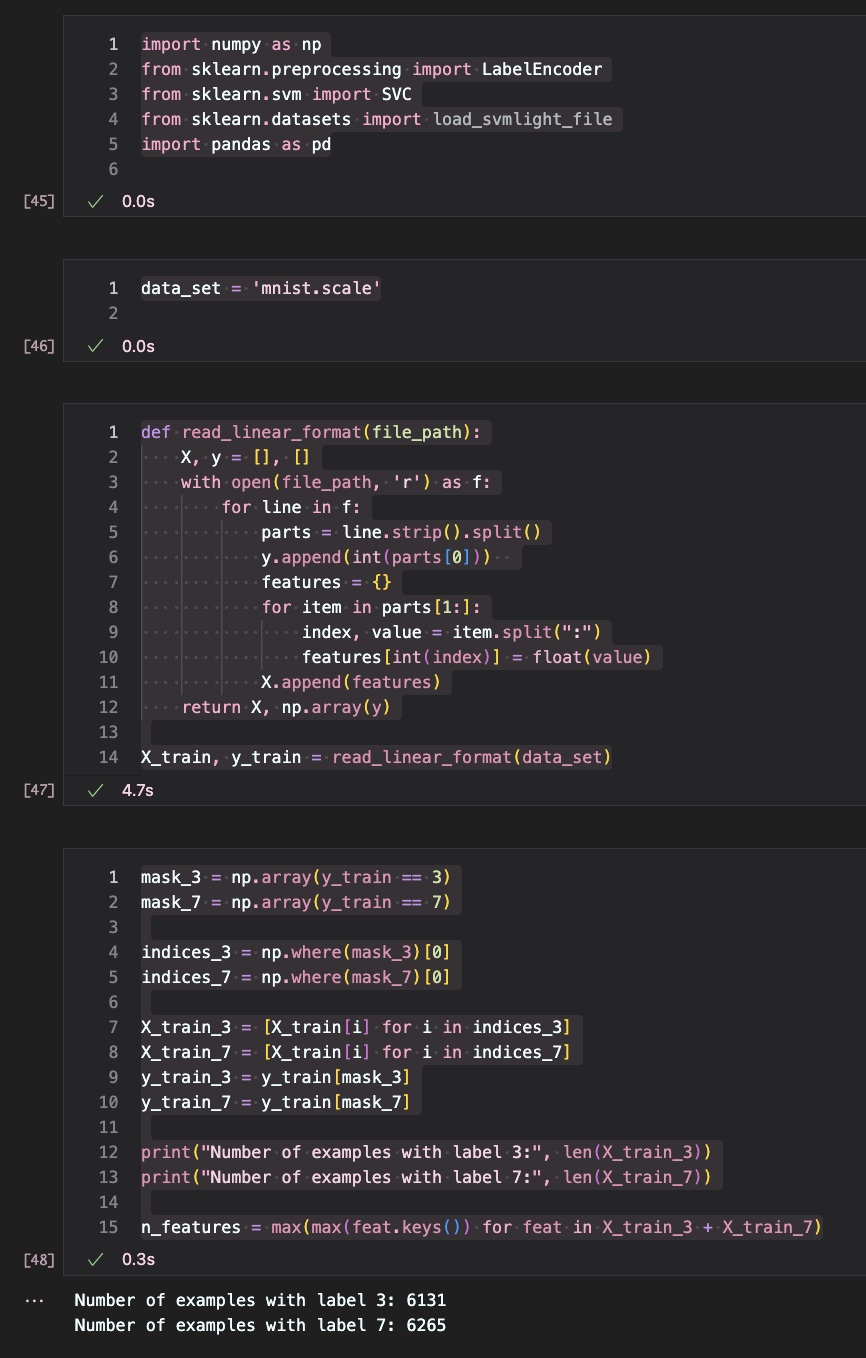 1 import numpy as np
2 from sklearn.preprocessing import LabelEncoder
3 from sklearn.svm import SVC
4 from sklearn.datasets import load_svmlight_file
5 import pandas as pd
6
[45] ✓ 0.0s
1 data_set = 'mnist.scale'
2
[46] ✓ 0.0s
1 def read_linear_format(file_path):
2     X, y = [], []
3     with open(file_path, 'r') as f:
4         for line in f:
5             parts = line.strip().split()
6             y.append(int(parts[0]))
7             features = {}
8             for item in parts[1:]:
9                 index, value = item.split(":")
10                 features[int(index)] = float(value)
11             X.append(features)
12     return X, np.array(y)
13
14 X_train, y_train = read_linear_format(data_set)
[47] ✓ 4.7s
1 mask_3 = np.array(y_train == 3)
2 mask_7 = np.array(y_train == 7)
3
4 indices_3 = np.where(mask_3)[0]
5 indices_7 = np.where(mask_7)[0]
6
7 X_train_3 = [X_train[i] for i in indices_3]
8 X_train_7 = [X_train[i] for i in indices_7]
9 y_train_3 = y_train[mask_3]
10 y_train_7 = y_train[mask_7]
11
12 print("Number of examples with label 3:", len(X_train_3))
13 print("Number of examples with label 7:", len(X_train_7))
14
15 n_features = max(max(feat.keys()) for feat in X_train_3 + X_train_7)
[48] ✓ 0.3s
... Number of examples with label 3: 6131
Number of examples with label 7: 6265